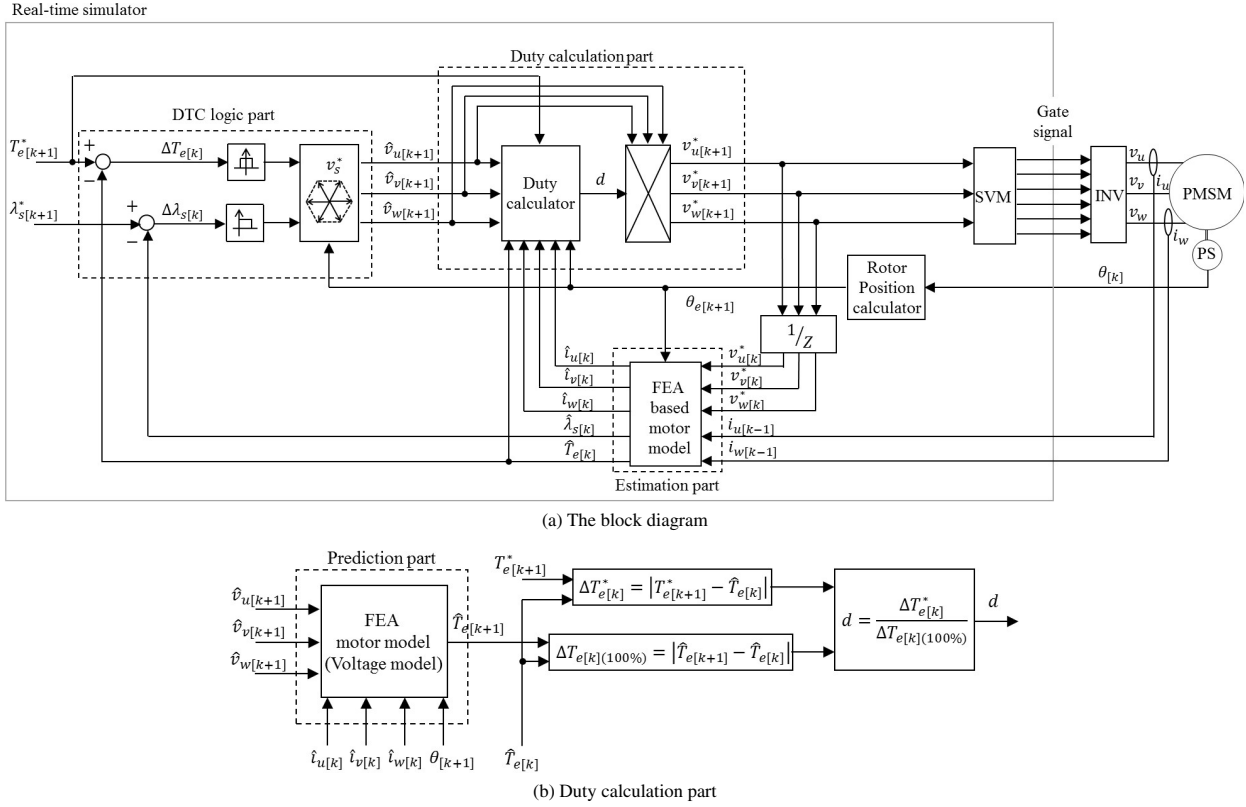 Real-time simulator
Duty calculation part
DTC logic part
Gate
signal
T*e[k+1]
+
−
ΔTe[k]
v*s
v̂u[k+1]
v̂v[k+1]
v̂w[k+1]
Duty
calculator
d
v*u[k+1]
v*v[k+1]
v*w[k+1]
SVM
INV
vu
vv
vw
iu
iw
PMSM
PS
λ*s[k+1]
+
−
Δλs[k]
θe[k+1]
Rotor
Position
calculator
θ[k]
1/Z
îu[k]
îv[k]
îw[k]
λ̂s[k]
T̂e[k]
FEA
based
motor
model
v*u[k]
v*v[k]
v*w[k]
iu[k−1]
iw[k−1]
Estimation part
(a) The block diagram
Prediction part
v̂u[k+1]
v̂v[k+1]
v̂w[k+1]
FEA
motor model
(Voltage model)
îu[k] îv[k] îw[k] θ[k+1]
T̂e[k+1]
T*e[k+1]
ΔT*e[k] = |T*e[k+1] − T̂e[k]|
ΔTe[k](100%) = |T̂e[k+1] − T̂e[k]|
T̂e[k]
d = ΔT*e[k] / ΔTe[k](100%)
d
(b) Duty calculation part